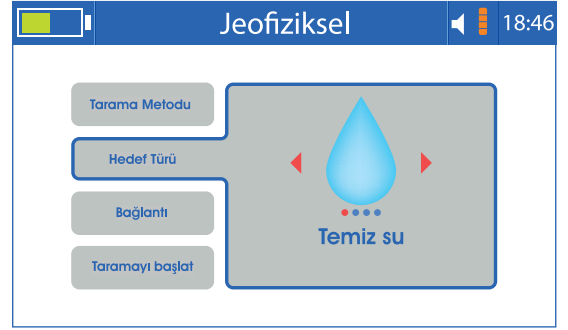 Jeofiziksel
18:46
Tarama Metodu
Hedef Türü
Bağlantı
Taramayı başlat
Temiz su